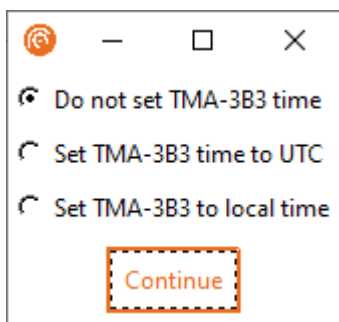 Do not set TMA-3B3 time
Set TMA-3B3 time to UTC
Set TMA-3B3 to local time
Continue